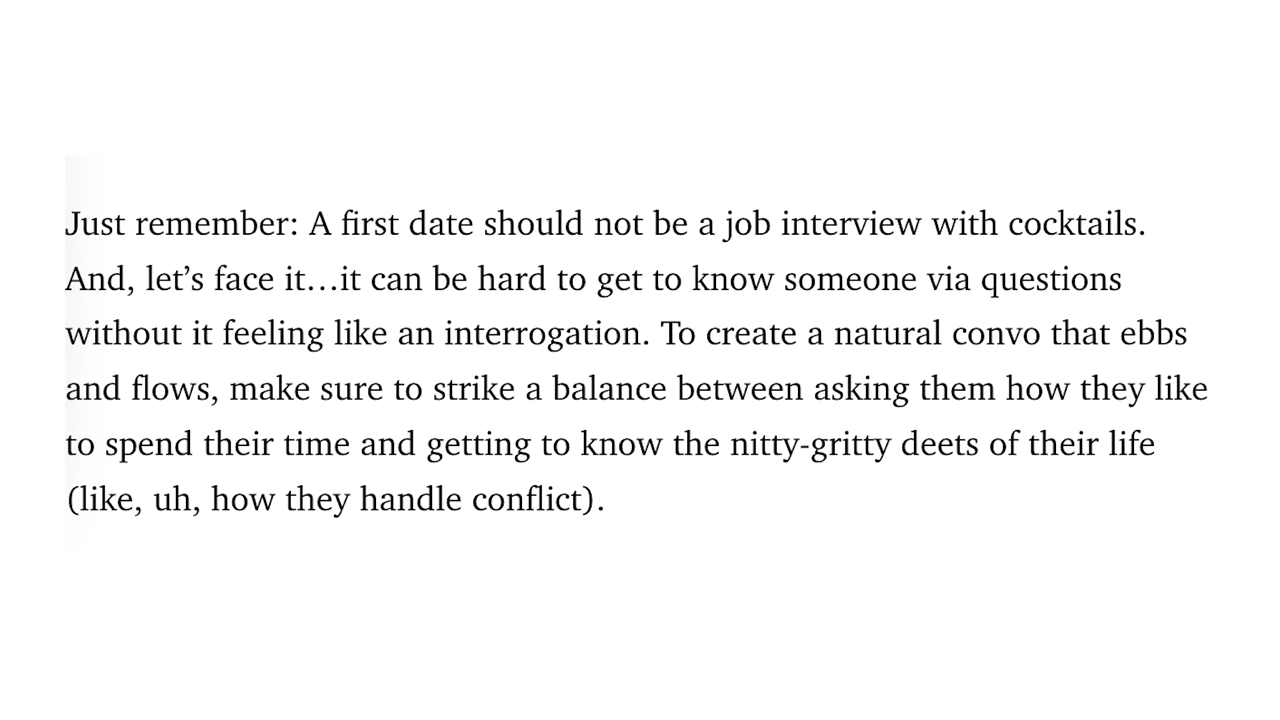 Just remember: A first date should not be a job interview with cocktails.
And, let’s face it…it can be hard to get to know someone via questions
without it feeling like an interrogation. To create a natural convo that ebbs
and flows, make sure to strike a balance between asking them how they like
to spend their time and getting to know the nitty-gritty deets of their life
(like, uh, how they handle conflict).